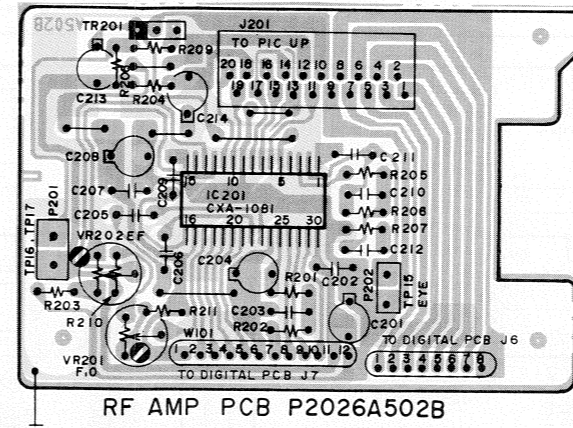 A502B
TR201
J201
TO PIC UP
R209
20 18 16 14 12 10 8 6 4 2
19 17 15 13 11 9 7 5 3 1
R208
C213
R204
C214
C208
C211
R205
C207
C209
15 10 5 1
C210
P201
IC201
CXA-1081
R206
C205
16 20 25 30
R207
TP16, TP17
VR202EF
C206
C204
C212
R201
C202
P202
TP15
EYE
R203
R210
R211
C203
C201
W101
R202
1 2 3 4 5 6 7 8 9 10 11 12
TO DIGITAL PCB J6
VR201
F.O
1 2 3 4 5 6 7 8
TO DIGITAL PCB J7
RF AMP PCB P2026A502B